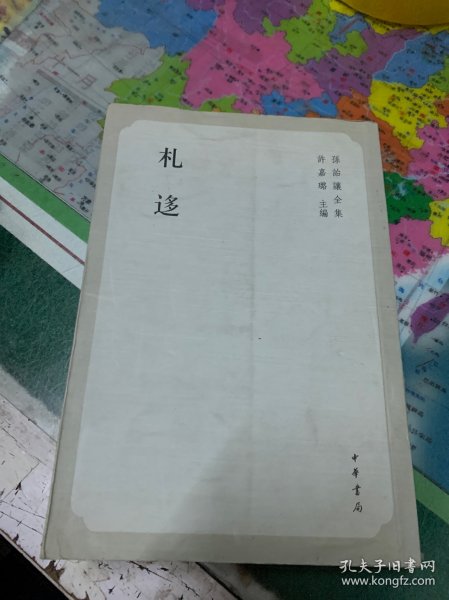 札迻
孫詒讓全集
許嘉璐 主編
中華書局
孔夫子旧书网
www.kongfz.com